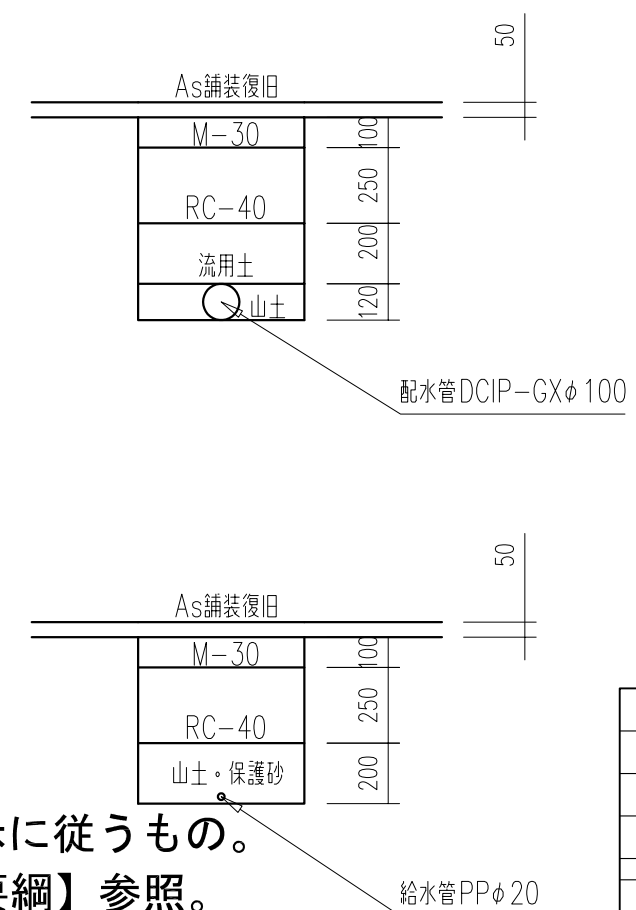 50
As舗装復旧
M-30
100
RC-40
250
流用土
200
山土
120
配水管DCIP-GXφ100
50
As舗装復旧
M-30
100
RC-40
250
山土・保護砂
200
に従うもの。
綱】参照。
給水管PPφ20